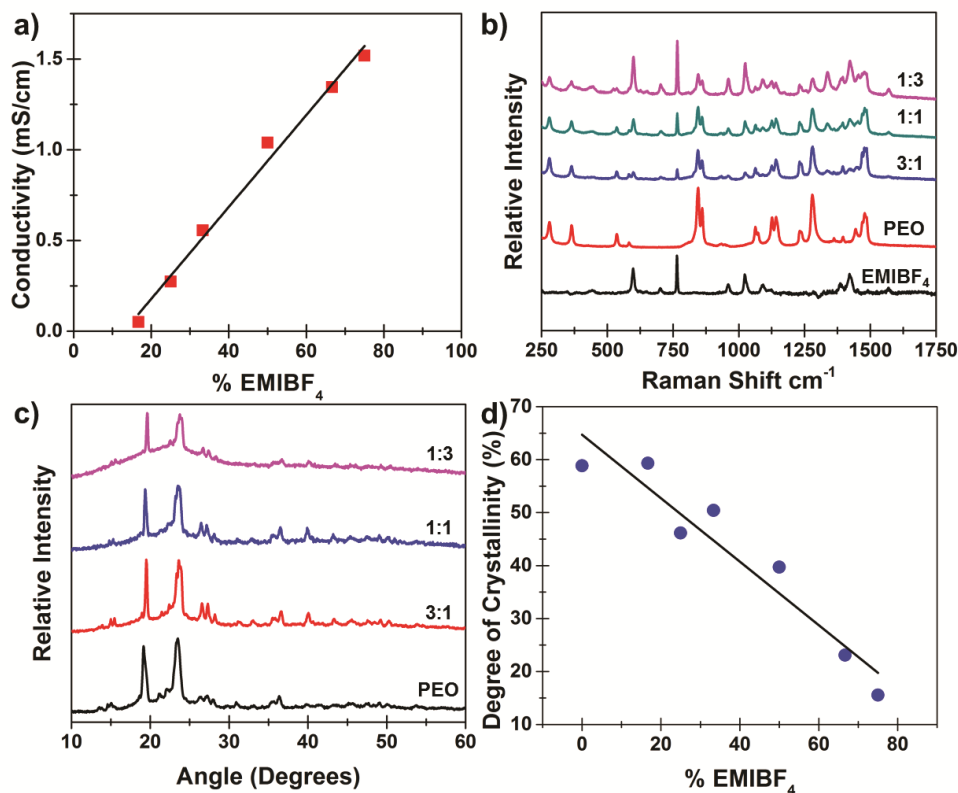 a)
Conductivity (mS/cm)
1.5
1.0
0.5
0.0
0 20 40 60 80 100
% EMIBF4
b)
Relative Intensity
1:3
1:1
3:1
PEO
EMIBF4
250 500 750 1000 1250 1500 1750
Raman Shift cm-1
c)
Relative Intensity
1:3
1:1
3:1
PEO
10 20 30 40 50 60
Angle (Degrees)
d)
Degree of Crystallinity (%)
70
60
50
40
30
20
10
0 20 40 60 80
% EMIBF4